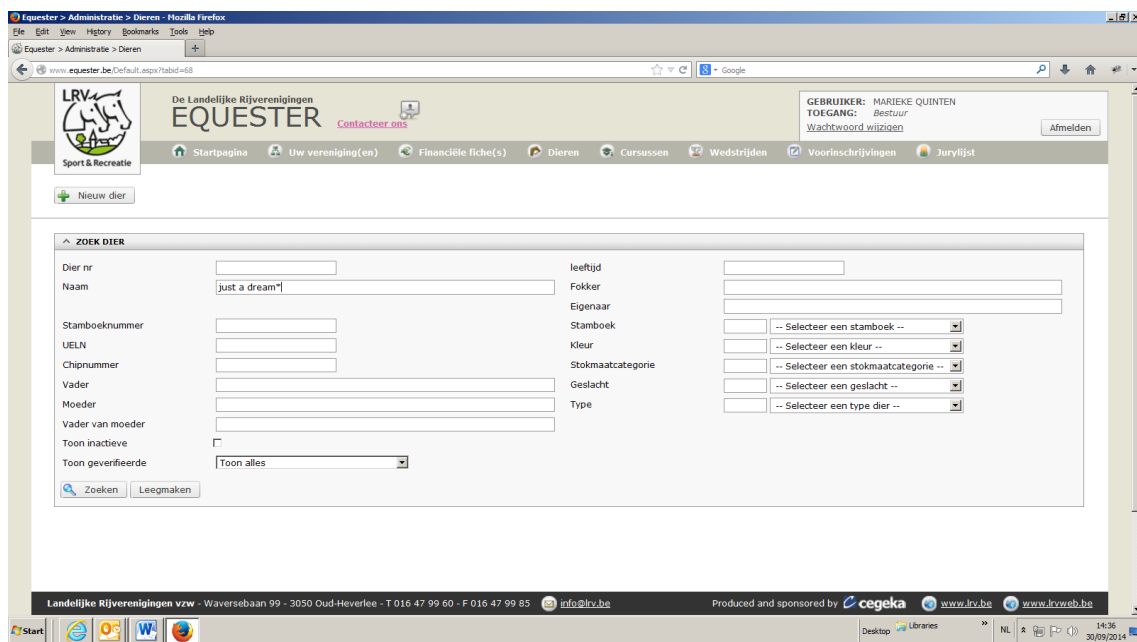 Equester > Administratie > Dieren - Mozilla Firefox
File Edit View History Bookmarks Tools Help
Equester > Administratie > Dieren
www.equester.be/Default.aspx?tabid=68
Google
LRV
Sport & Recreatie
De Landelijke Rijverenigingen
EQUESTER
Contacteer ons
GEBRUIKER: MARIEKE QUINTEN
TOEGANG: Bestuur
Wachtwoord wijzigen
Afmelden
Startpagina Uw vereniging(en) Financiële fiche(s) Dieren Cursussen Wedstrijden Voorinschrijvingen Jurylijst
Nieuw dier
ZOEK DIER
Dier nr leeftijd
Naam just a dream* Fokker
Eigenaar
Stamboeknummer Stamboek -- Selecteer een stamboek --
UELN Kleur -- Selecteer een kleur --
Chipnummer Stokmaatcategorie -- Selecteer een stokmaatcategorie --
Vader Geslacht -- Selecteer een geslacht --
Moeder Type -- Selecteer een type dier --
Vader van moeder
Toon inactieve
Toon geverifieerde Toon alles
Zoeken Leegmaken
Landelijke Rijverenigingen vzw - Waversebaan 99 - 3050 Oud-Heverlee - T 016 47 99 60 - F 016 47 99 85 info@lrv.be Produced and sponsored by cegeka www.lrv.be www.lrvweb.be
Start Desktop Libraries » NL 14:36
30/09/2014